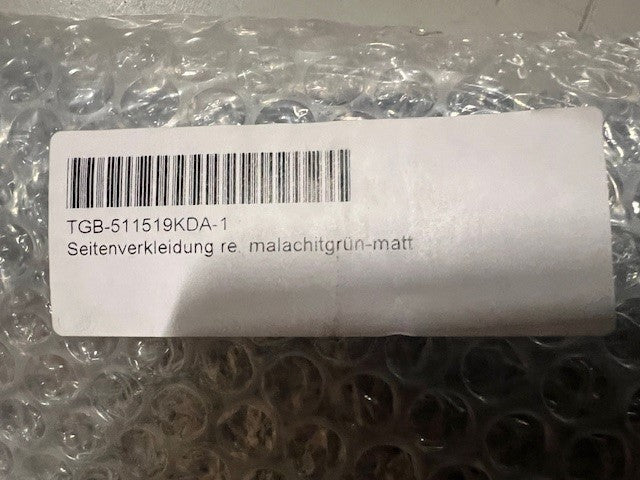 TGB-511519KDA-1
Seitenverkleidung re. malachitgrün-matt